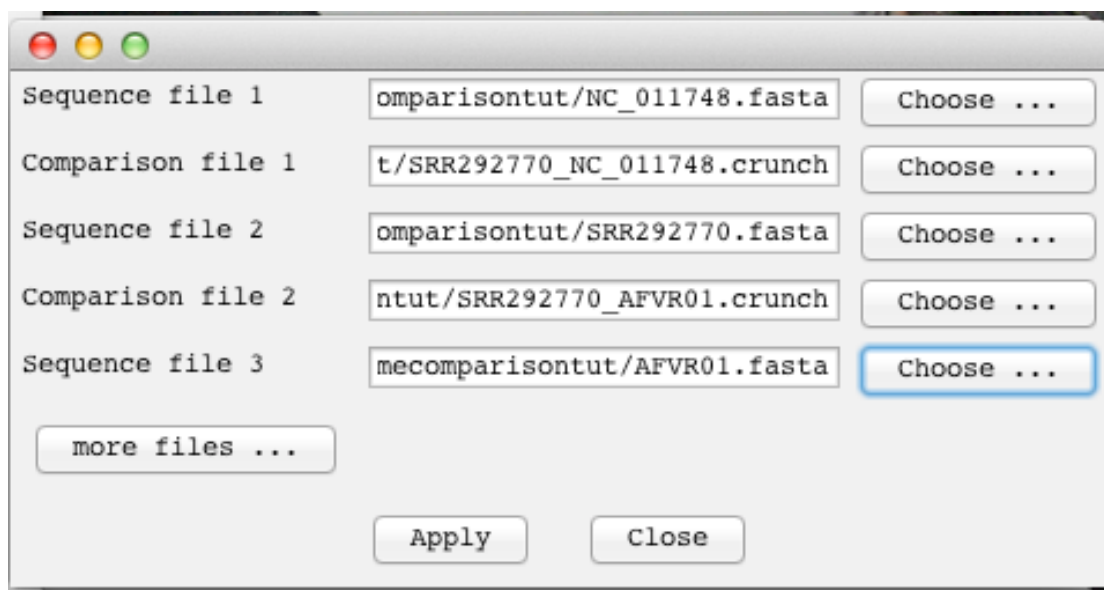 Sequence file 1 omparisontut/NC_011748.fasta Choose ...
Comparison file 1 t/SRR292770_NC_011748.crunch Choose ...
Sequence file 2 omparisontut/SRR292770.fasta Choose ...
Comparison file 2 ntut/SRR292770_AFVR01.crunch Choose ...
Sequence file 3 mecomparisontut/AFVR01.fasta Choose ...
more files ...
Apply Close